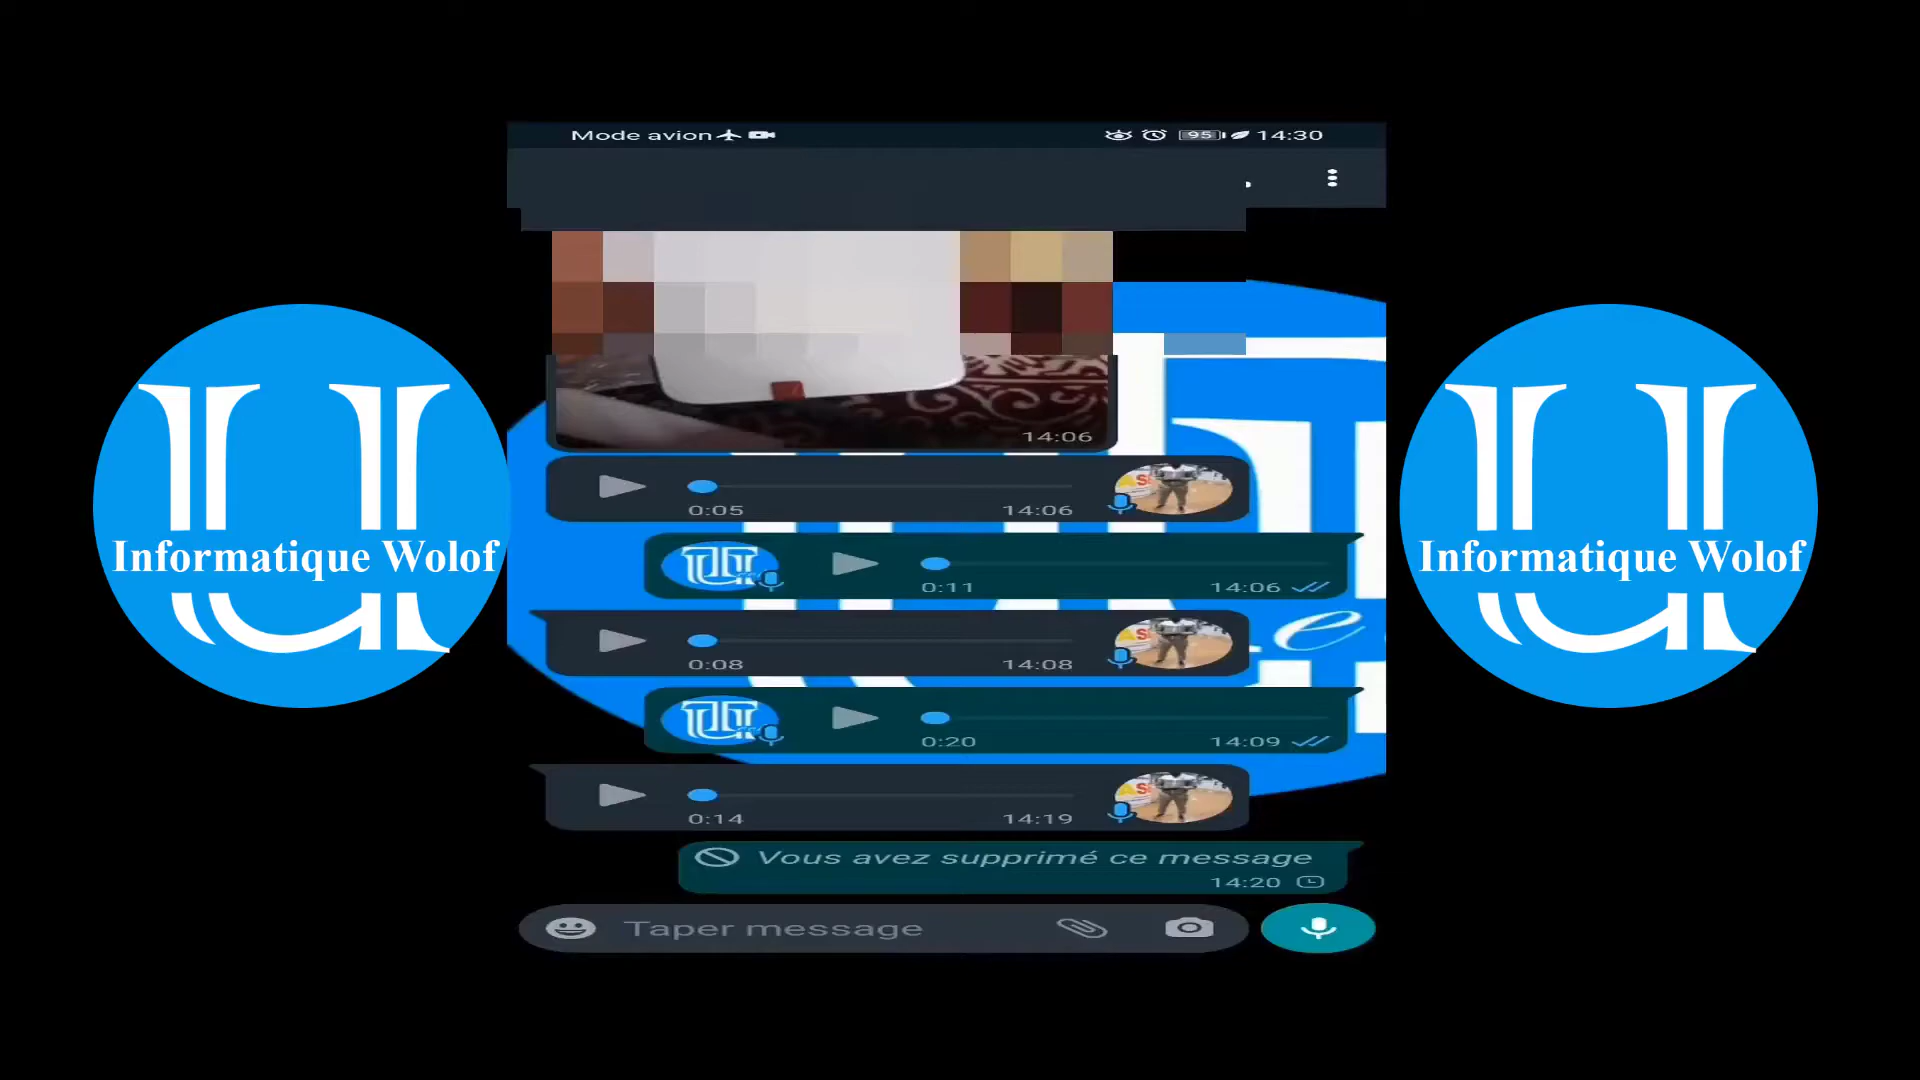 Mode avion
95
14:30
14:06
0:05
14:06
0:11
14:06
0:08
14:08
0:20
14:09
0:14
14:19
Vous avez supprimé ce message
14:20
Taper message
Informatique Wolof
Informatique Wolof